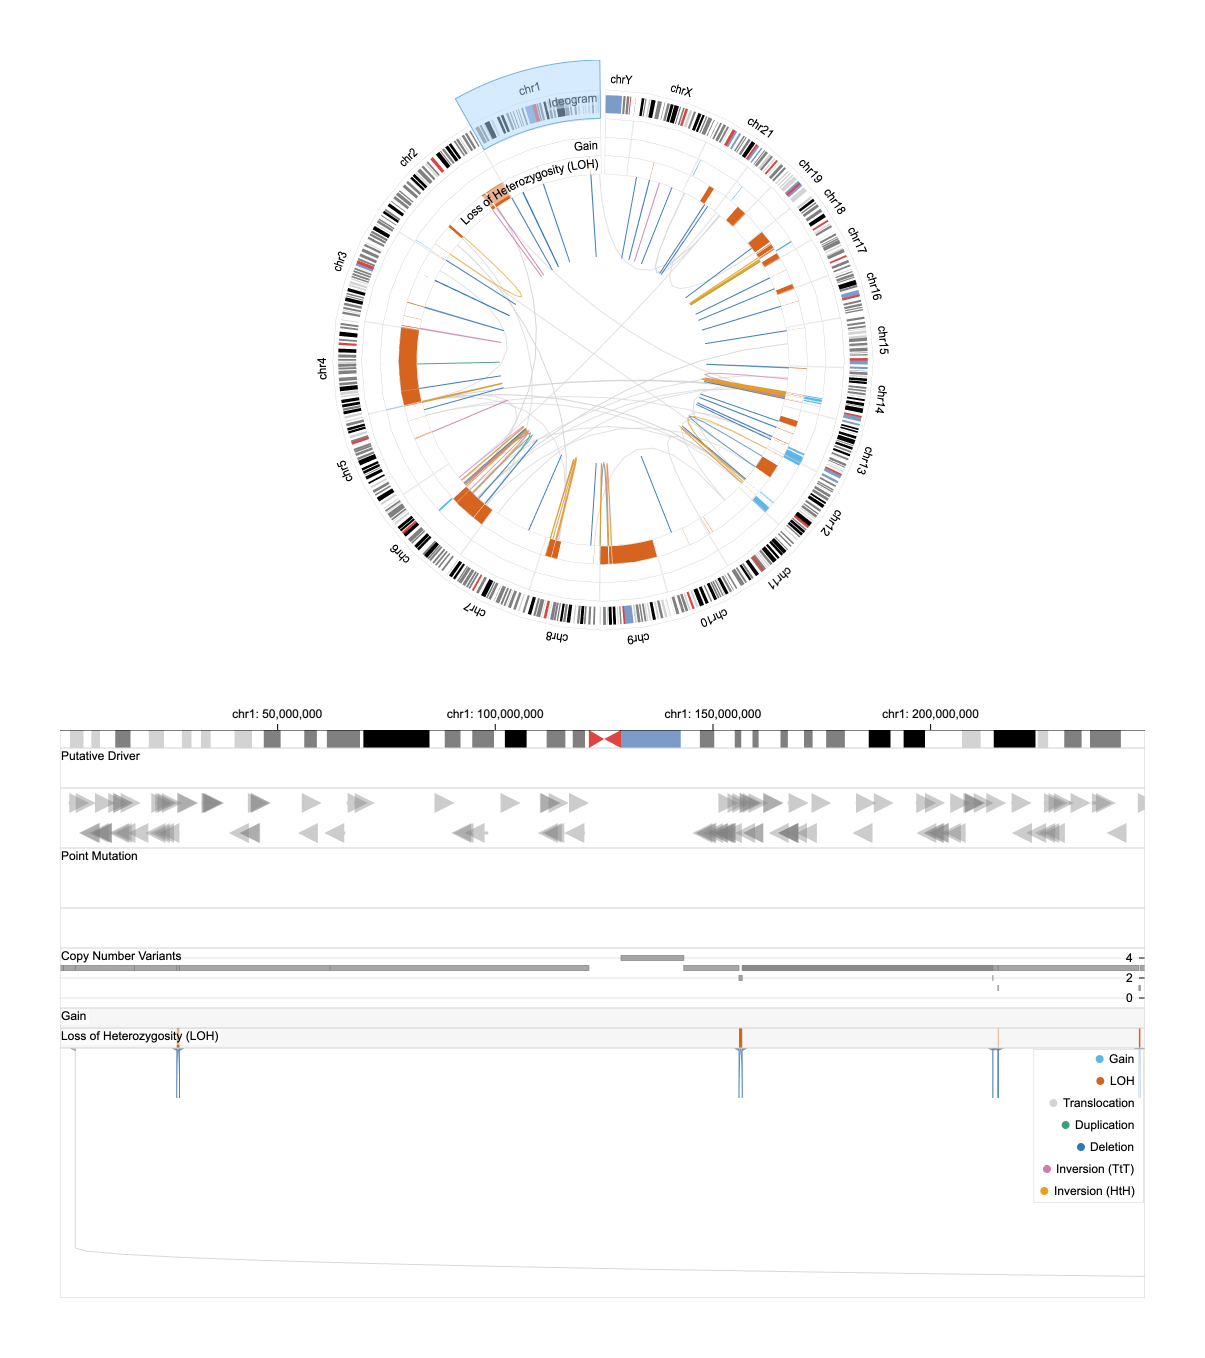 chrY
chrX
chr21
chr19
chr18
chr17
chr16
chr15
chr14
chr13
chr12
chr11
chr10
chr9
chr8
chr7
chr6
chr5
chr4
chr3
chr2
chr1
Ideogram
Gain
Loss of Heterozygosity (LOH)
chr1: 50,000,000
chr1: 100,000,000
chr1: 150,000,000
chr1: 200,000,000
Putative Driver
Point Mutation
Copy Number Variants
4
2
0
Gain
Loss of Heterozygosity (LOH)
Gain
LOH
Translocation
Duplication
Deletion
Inversion (TtT)
Inversion (HtH)